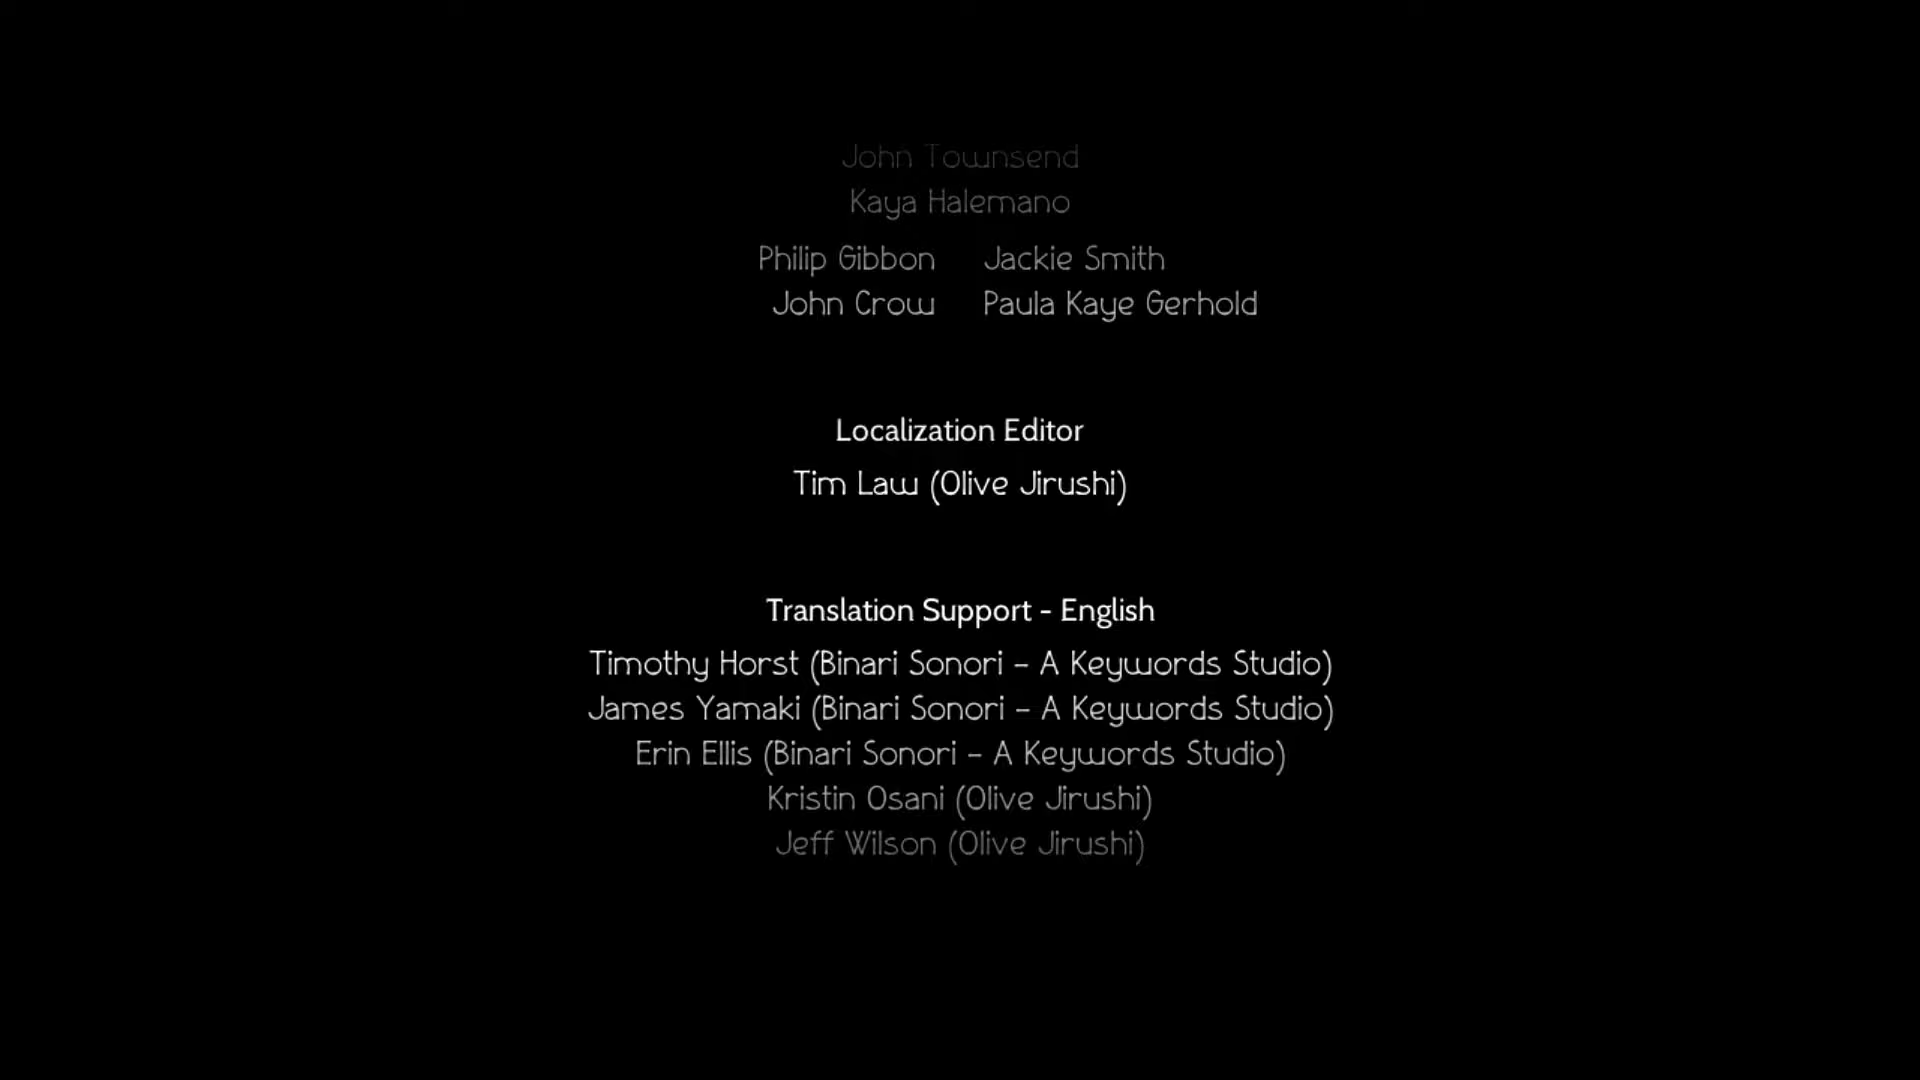 John Townsend
Kaya Halemano
Philip Gibbon Jackie Smith
John Crow Paula Kaye Gerhold
Localization Editor
Tim Law (Olive Jirushi)
Translation Support - English
Timothy Horst (Binari Sonori – A Keywords Studio)
James Yamaki (Binari Sonori – A Keywords Studio)
Erin Ellis (Binari Sonori – A Keywords Studio)
Kristin Osani (Olive Jirushi)
Jeff Wilson (Olive Jirushi)